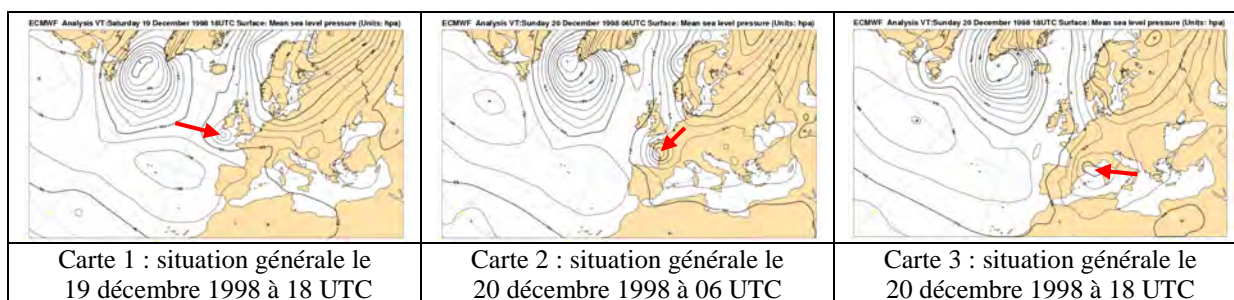 ECMWF Analysis VT:Saturday 19 December 1998 18UTC Surface: Mean sea level pressure (Units: hpa)
ECMWF Analysis VT:Sunday 20 December 1998 06UTC Surface: Mean sea level pressure (Units: hpa)
ECMWF Analysis VT:Sunday 20 December 1998 18UTC Surface: Mean sea level pressure (Units: hpa)
Carte 1 : situation générale le
19 décembre 1998 à 18 UTC
Carte 2 : situation générale le
20 décembre 1998 à 06 UTC
Carte 3 : situation générale le
20 décembre 1998 à 18 UTC